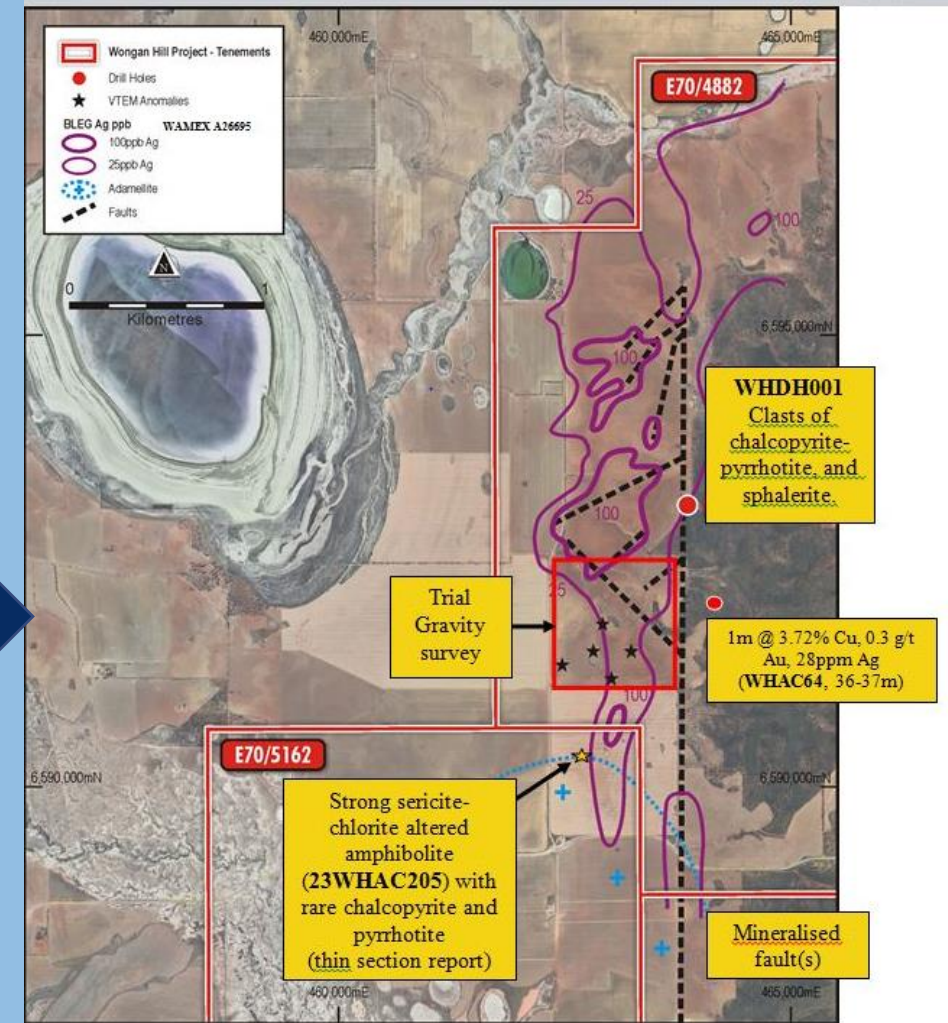 460,000mE
465,000mE
Wongan Hill Project - Tenements
Drill Holes
VTEM Anomalies
BLEG Ag ppb WAMEX A26695
100ppb Ag
25ppb Ag
Adamellite
Faults
E70/4882
25
100
N
0 1
Kilometres
6,595,000mN
100
WHDH001
Clasts of
chalcopyrite-
pyrrhotite, and
sphalerite.
100
25
Trial
Gravity
survey
1m @ 3.72% Cu, 0.3 g/t
Au, 28ppm Ag
(WHAC64, 36-37m)
100
E70/5162
6,590,000mN
6,590,000mN
Strong sericite-
chlorite altered
amphibolite
(23WHAC205) with
rare chalcopyrite and
pyrrhotite
(thin section report)
Mineralised
fault(s)
460,000mE
465,000mE